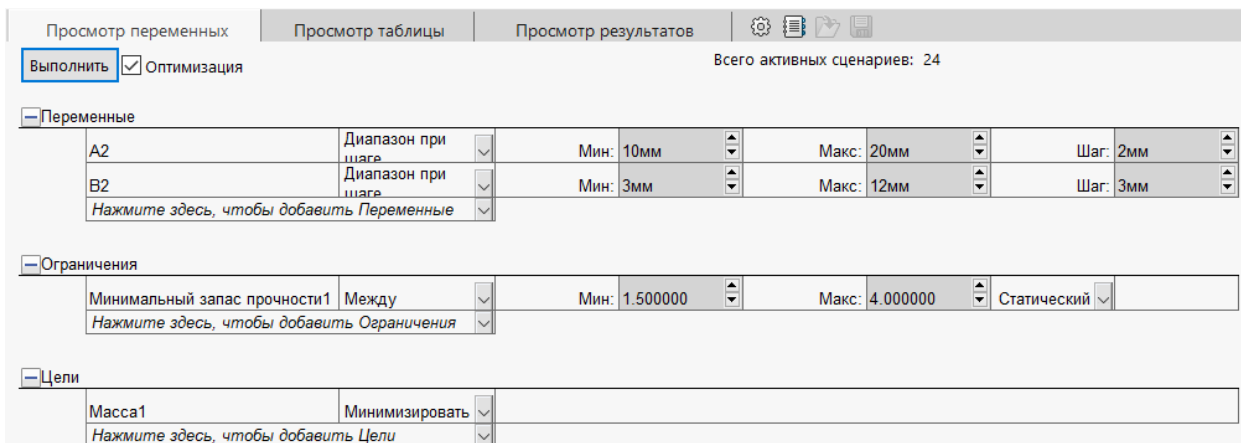 Просмотр переменных Просмотр таблицы Просмотр результатов
Выполнить Оптимизация Всего активных сценариев: 24
Переменные
A2 Диапазон при шаге Мин: 10мм Макс: 20мм Шаг: 2мм
B2 Диапазон при шаге Мин: 3мм Макс: 12мм Шаг: 3мм
Нажмите здесь, чтобы добавить Переменные
Ограничения
Минимальный запас прочности1 Между Мин: 1.500000 Макс: 4.000000 Статический
Нажмите здесь, чтобы добавить Ограничения
Цели
Масса1 Минимизировать
Нажмите здесь, чтобы добавить Цели